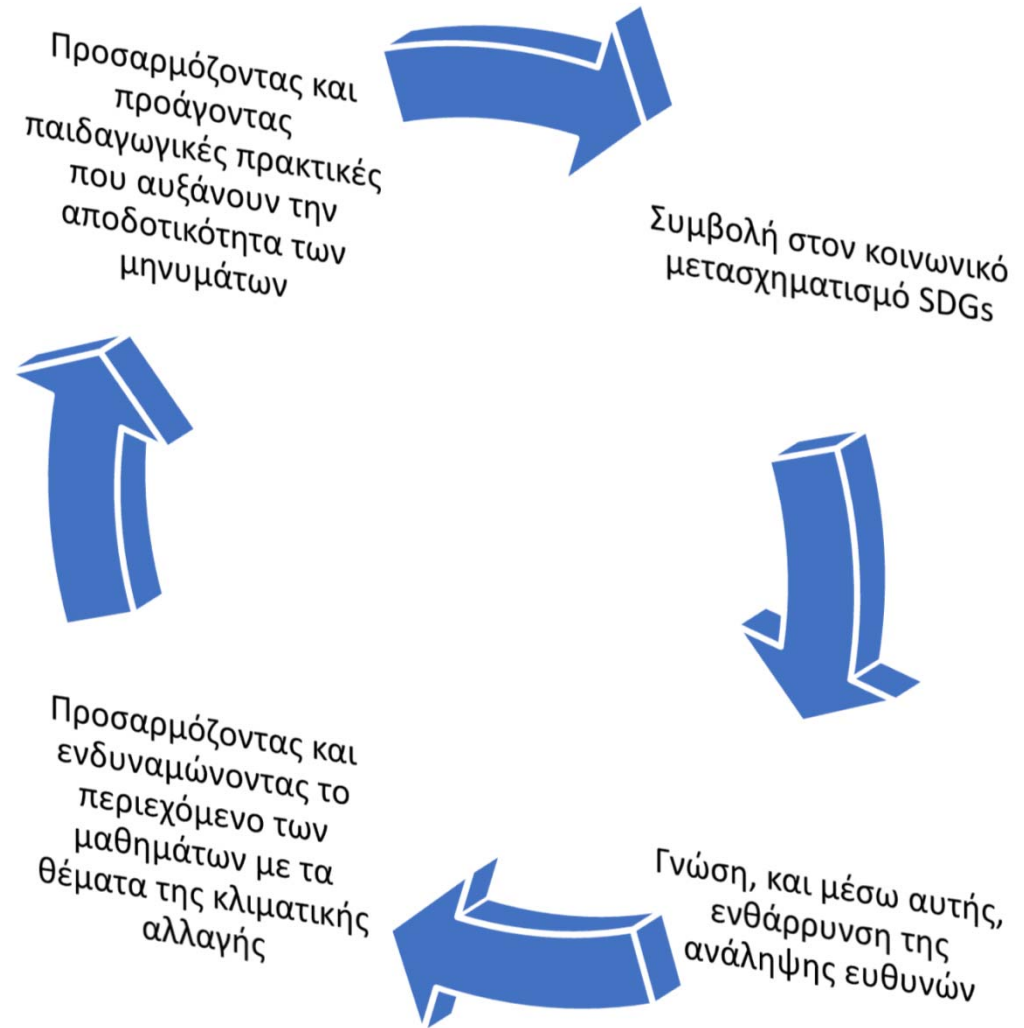 Προσαρμόζοντας και
προάγοντας
παιδαγωγικές πρακτικές
που αυξάνουν την
αποδοτικότητα των
μηνυμάτων
Συμβολή στον κοινωνικό
μετασχηματισμό SDGs
Γνώση, και μέσω αυτής,
ενθάρρυνση της
ανάληψης ευθυνών
Προσαρμόζοντας και
ενδυναμώνοντας το
περιεχόμενο των
μαθημάτων με τα
θέματα της κλιματικής
αλλαγής